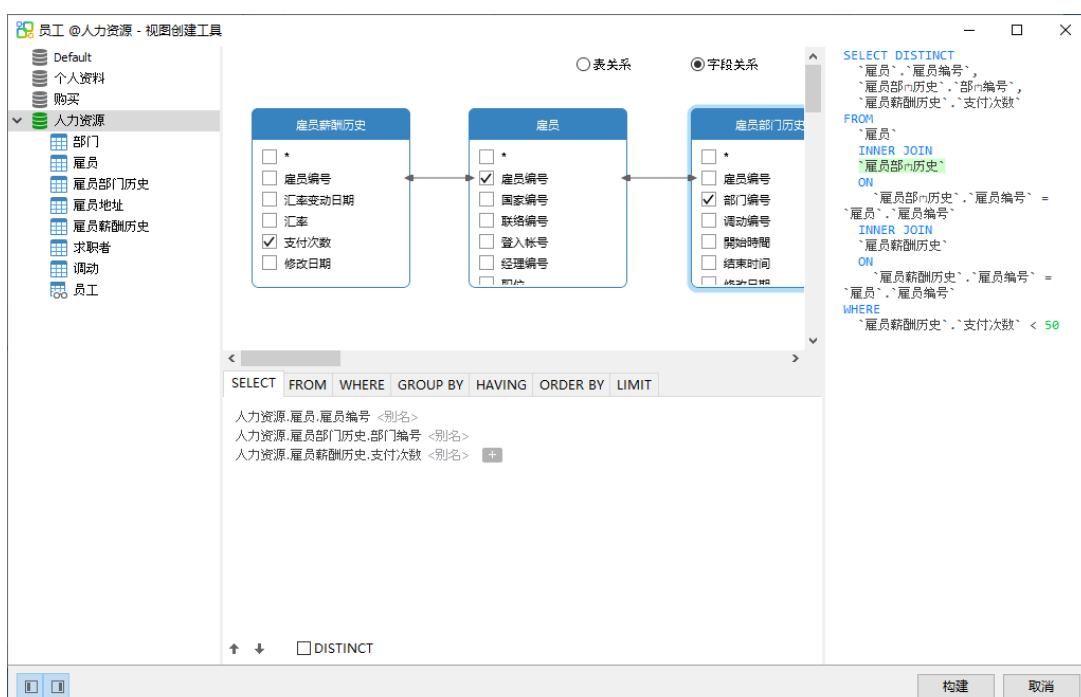 员工 @人力资源 - 视图创建工具
Default
个人资料
购买
人力资源
部门
雇员
雇员部门历史
雇员地址
雇员薪酬历史
求职者
调动
员工
表关系
字段关系
雇员薪酬历史
*
雇员编号
汇率变动日期
汇率
支付次数
修改日期
雇员
*
雇员编号
国家编号
联络编号
登入帐号
经理编号
职位
雇员部门历史
*
雇员编号
部门编号
调动编号
開始時間
结束时间
修改日期
SELECT
FROM
WHERE
GROUP BY
HAVING
ORDER BY
LIMIT
人力资源.雇员.雇员编号 <别名>
人力资源.雇员部门历史.部门编号 <别名>
人力资源.雇员薪酬历史.支付次数 <别名>
DISTINCT
SELECT DISTINCT
`雇员`.`雇员编号`,
`雇员部门历史`.`部门编号`,
`雇员薪酬历史`.`支付次数`
FROM
`雇员`
INNER JOIN
`雇员部门历史`
ON
`雇员部门历史`.`雇员编号` =
`雇员`.`雇员编号`
INNER JOIN
`雇员薪酬历史`
ON
`雇员薪酬历史`.`雇员编号` =
`雇员`.`雇员编号`
WHERE
`雇员薪酬历史`.`支付次数` < 50
构建
取消